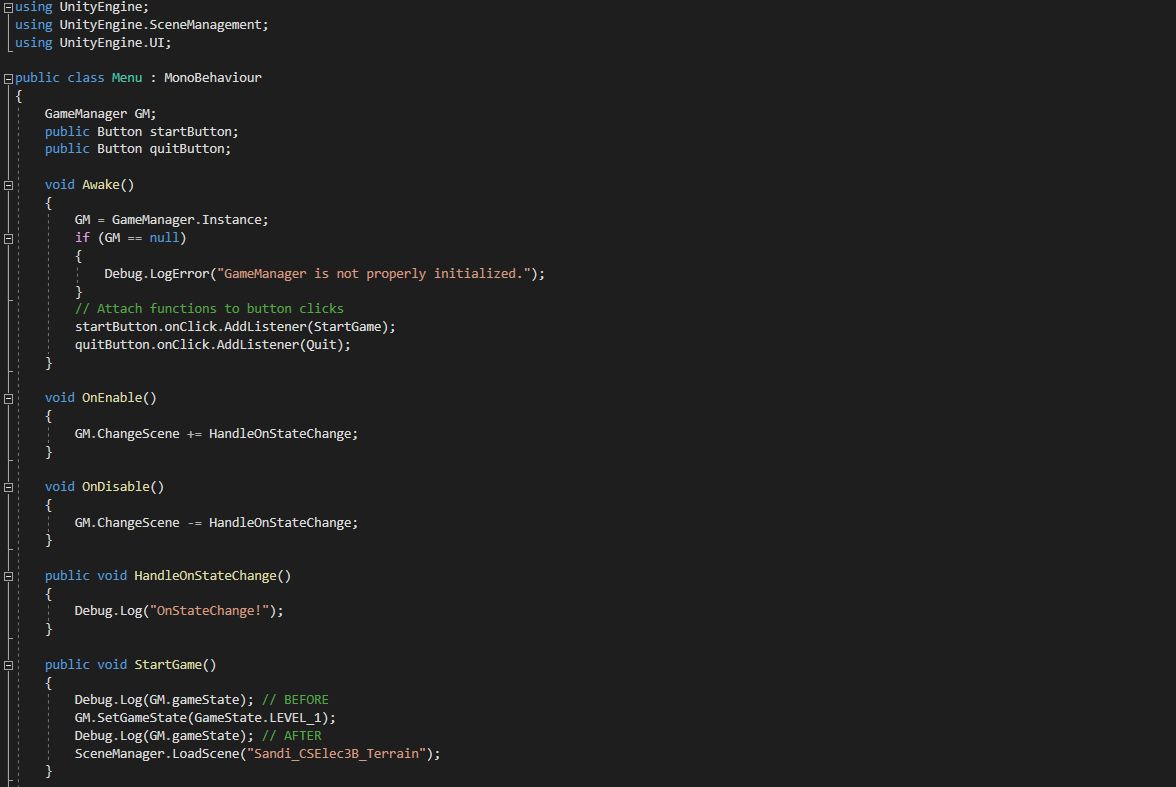 using UnityEngine;
using UnityEngine.SceneManagement;
using UnityEngine.UI;
public class Menu : MonoBehaviour
{
GameManager GM;
public Button startButton;
public Button quitButton;
void Awake()
{
GM = GameManager.Instance;
if (GM == null)
{
Debug.LogError("GameManager is not properly initialized.");
}
// Attach functions to button clicks
startButton.onClick.AddListener(StartGame);
quitButton.onClick.AddListener(Quit);
}
void OnEnable()
{
GM.ChangeScene += HandleOnStateChange;
}
void OnDisable()
{
GM.ChangeScene -= HandleOnStateChange;
}
public void HandleOnStateChange()
{
Debug.Log("OnStateChange!");
}
public void StartGame()
{
Debug.Log(GM.gameState); // BEFORE
GM.SetGameState(GameState.LEVEL_1);
Debug.Log(GM.gameState); // AFTER
SceneManager.LoadScene("Sandi_CSElec3B_Terrain");
}